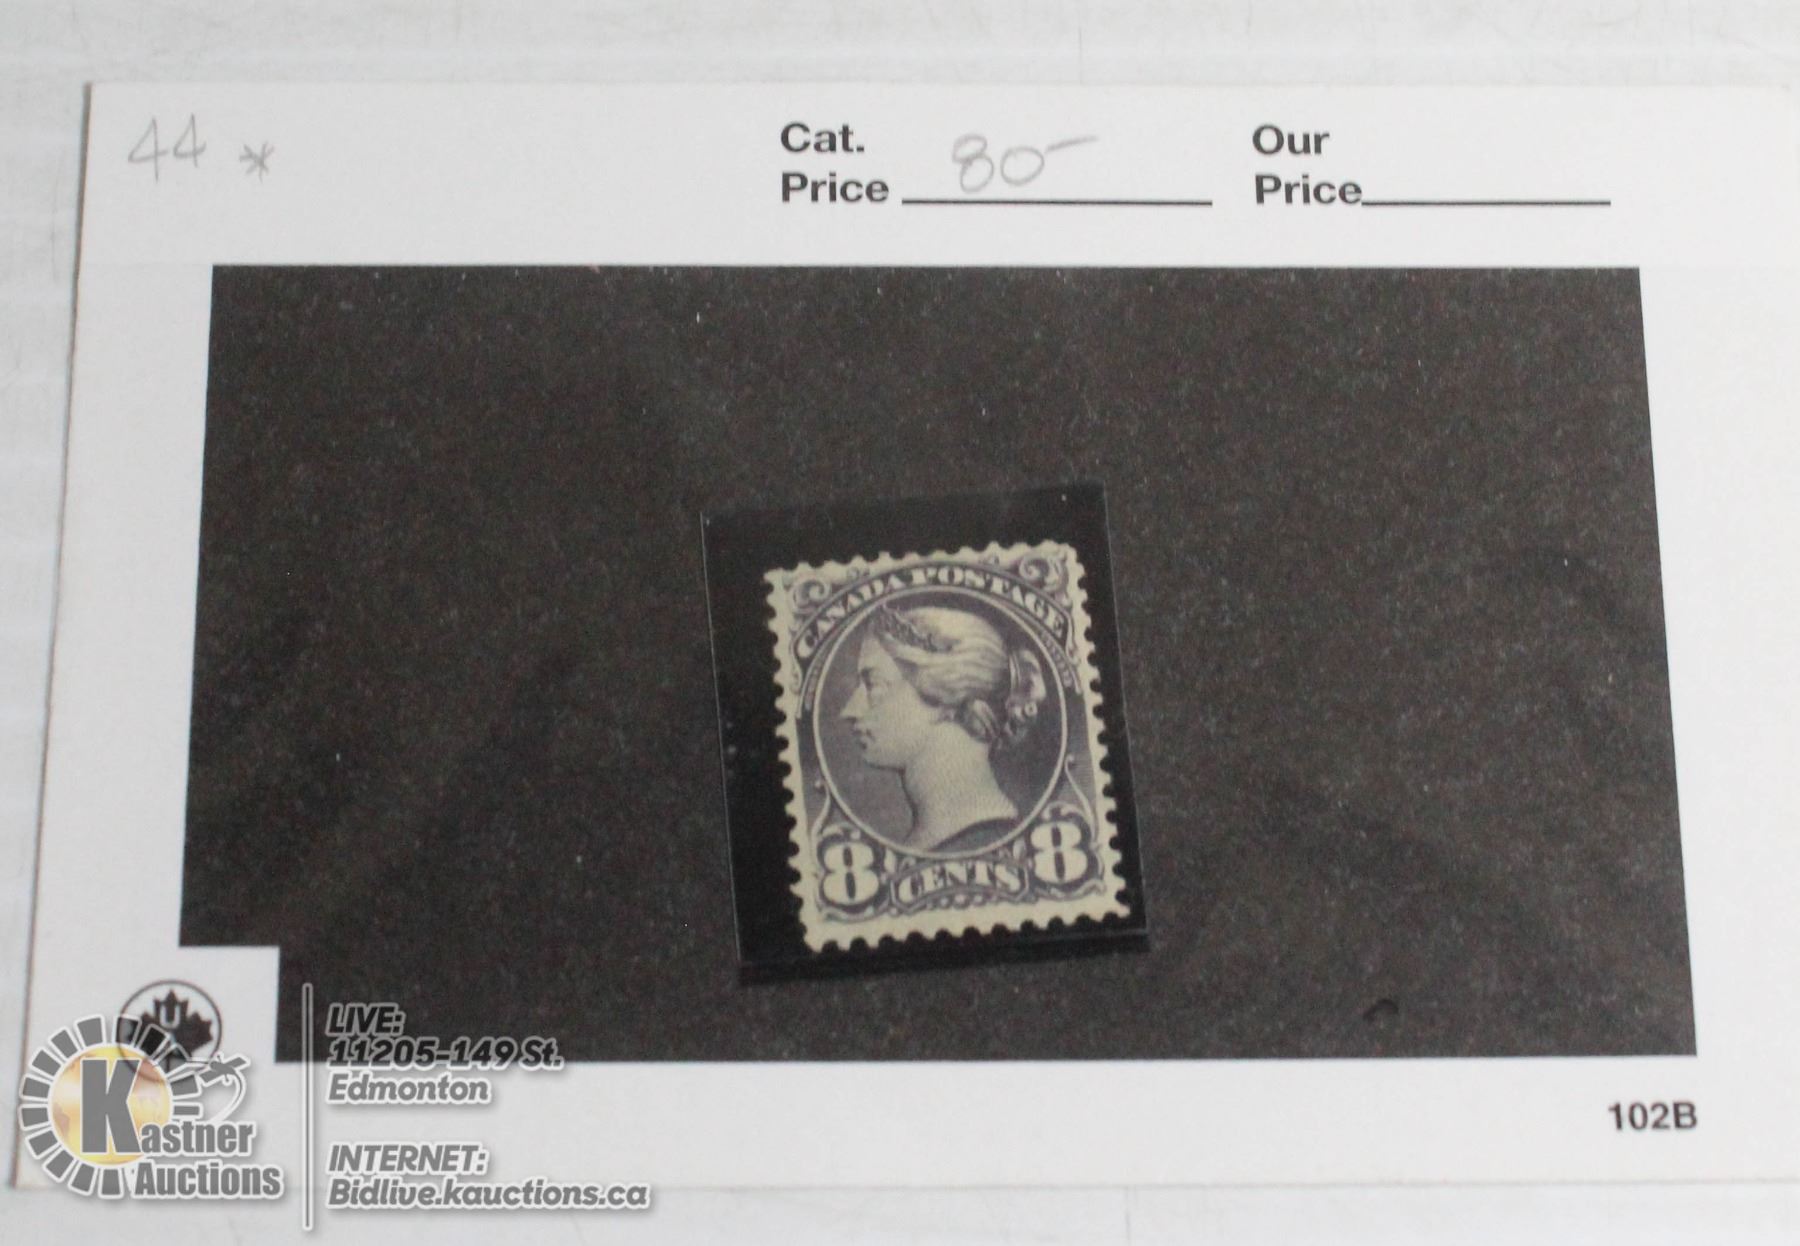 44 *
Cat.
Price 80-
Our
Price
CANADA POSTAGE
8 CENTS 8
U
102B
Kastner
Auctions
LIVE:
11205-149 St.
Edmonton
INTERNET:
Bidlive.kauctions.ca